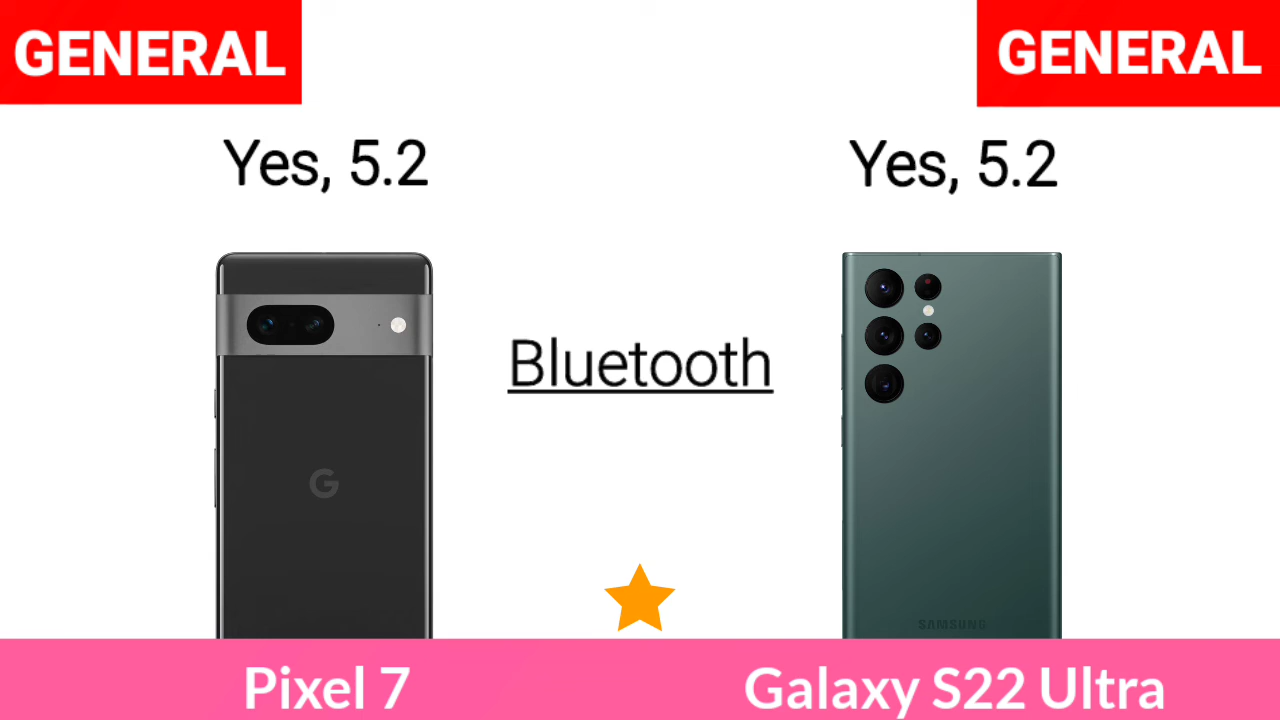 GENERAL
GENERAL
Yes, 5.2
Yes, 5.2
Bluetooth
G
SAMSUNG
Pixel 7
Galaxy S22 Ultra